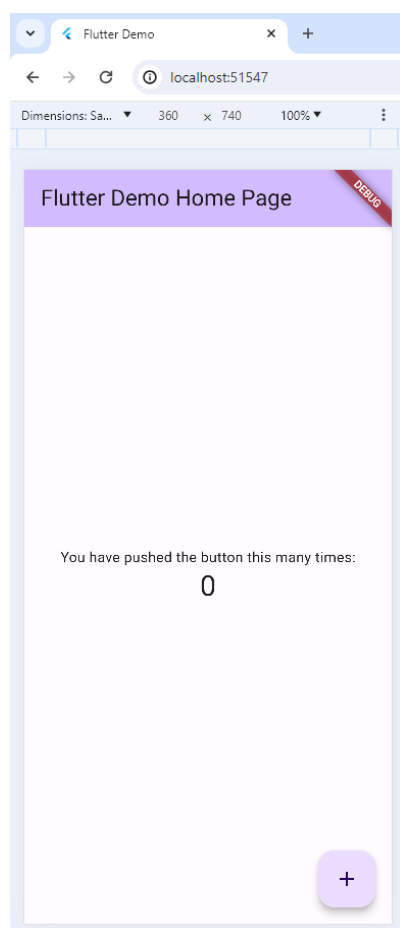 Flutter Demo
localhost:51547
Dimensions: Sa... 360 × 740 100%
Flutter Demo Home Page
DEBUG
You have pushed the button this many times:
0
+